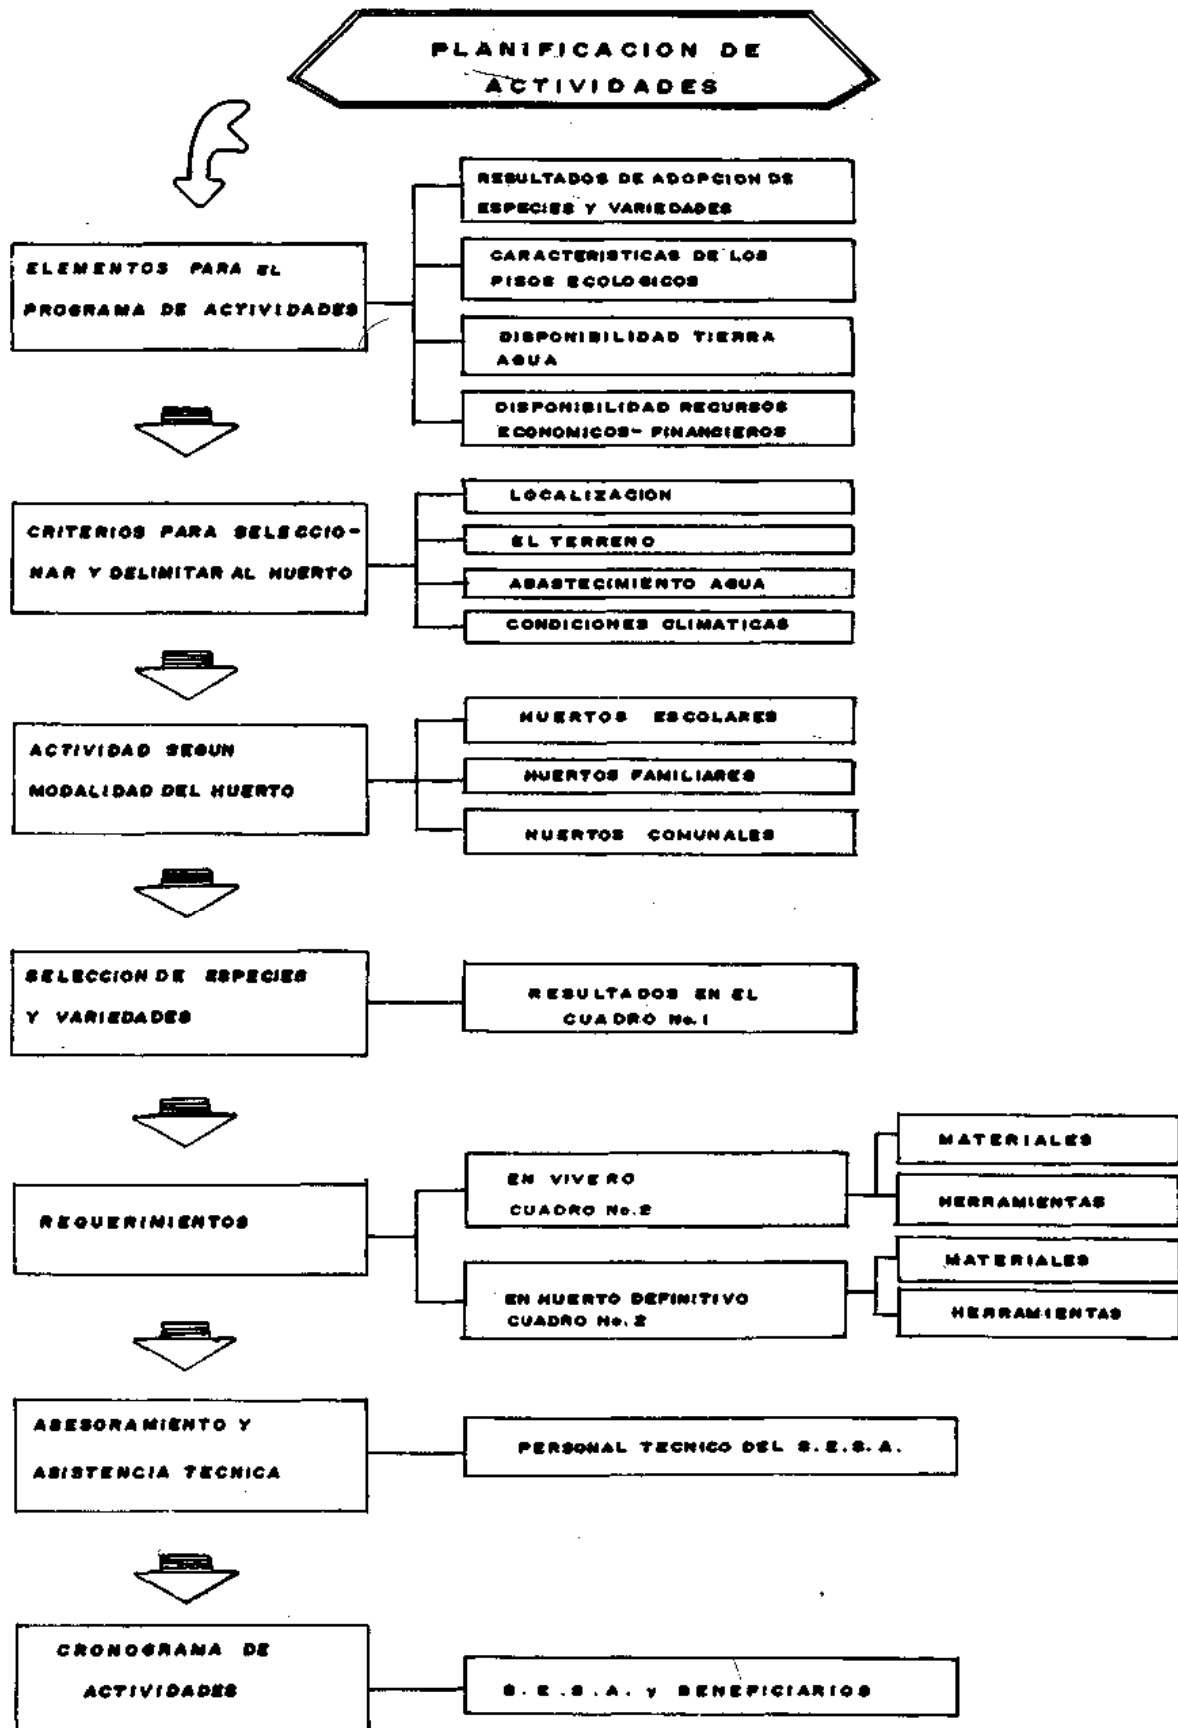 PLANIFICACION DE
ACTIVIDADES
ELEMENTOS PARA EL
PROGRAMA DE ACTIVIDADES
RESULTADOS DE ADOPCION DE
ESPECIES Y VARIEDADES
CARACTERISTICAS DE LOS
PISOS ECOLOGICOS
DISPONIBILIDAD TIERRA
AGUA
DISPONIBILIDAD RECURSOS
ECONOMICOS- FINANCIEROS
CRITERIOS PARA SELECCIO-
NAR Y DELIMITAR AL HUERTO
LOCALIZACION
EL TERRENO
ABASTECIMIENTO AGUA
CONDICIONES CLIMATICAS
ACTIVIDAD SEGUN
MODALIDAD DEL HUERTO
HUERTOS ESCOLARES
HUERTOS FAMILIARES
HUERTOS COMUNALES
SELECCION DE ESPECIES
Y VARIEDADES
RESULTADOS EN EL
CUADRO No. 1
REQUERIMIENTOS
EN VIVERO
CUADRO No. 2
MATERIALES
HERRAMIENTAS
EN HUERTO DEFINITIVO
CUADRO No. 2
MATERIALES
HERRAMIENTAS
ASESORAMIENTO Y
ASISTENCIA TECNICA
PERSONAL TECNICO DEL S.E.S.A.
CRONOGRAMA DE
ACTIVIDADES
S.E.S.A. y BENEFICIARIOS